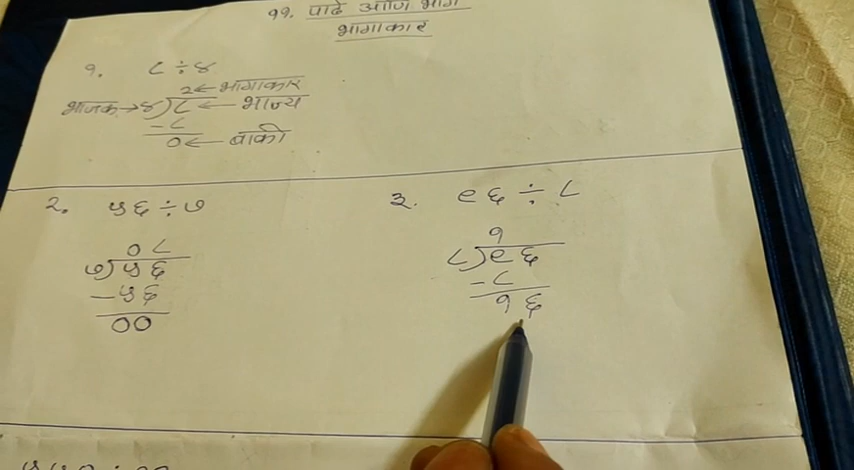 ११. पाढे आणि भाग
भागाकार
१. ८÷४
२←भागाकार
भाजक→४)८←भाज्य
-८
०←बाकी
२. ५६÷७
०८
७)५६
-५६
००
३. ९६÷८
१
८)९६
-८
१६